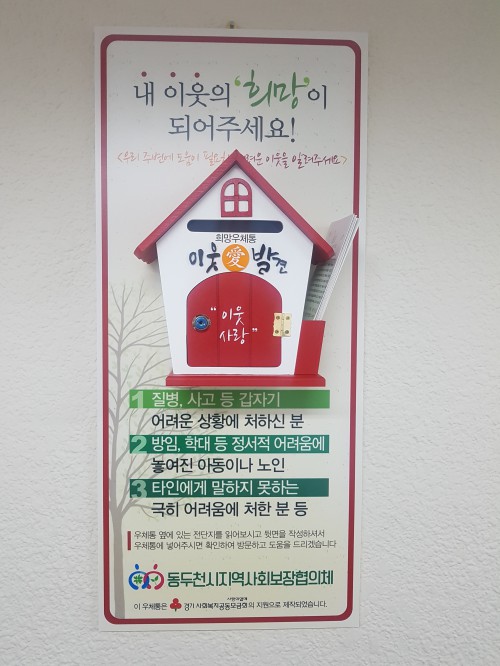 내 이웃의 '희망'이
되어주세요!
<우리 주변에 도움이 필요한 어려운 이웃을 알려주세요>
희망우체통
이웃 愛 발견
"이웃
사랑"
1 질병, 사고 등 갑자기
어려운 상황에 처하신 분
2 방임, 학대 등 정서적 어려움에
놓여진 아동이나 노인
3 타인에게 말하지 못하는
극히 어려움에 처한 분 등
우체통 옆에 있는 전단지를 읽어보시고 뒷면을 작성하셔서
우체통에 넣어주시면 확인하여 방문하고 도움을 드리겠습니다
동두천시지역사회보장협의체
사랑의열매
이 우체통은 경기 사회복지공동모금회의 지원으로 제작되었습니다.